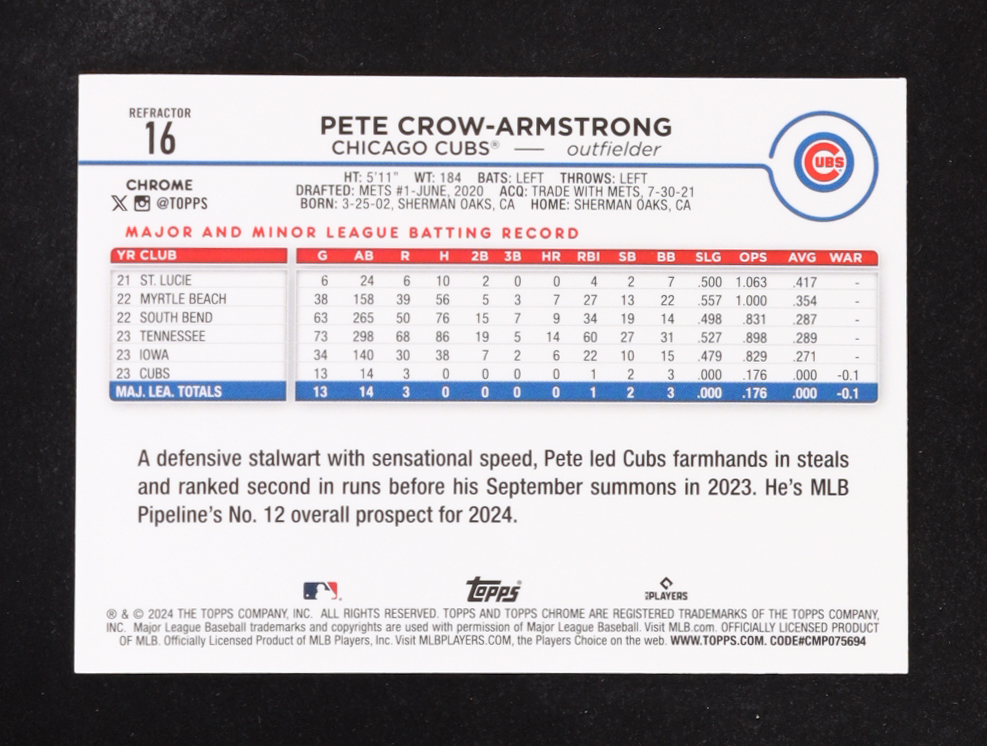 REFRACTOR
16
PETE CROW-ARMSTRONG
CHICAGO CUBS® — outfielder
CUBS
CHROME
@TOPPS
HT: 5'11" WT: 184 BATS: LEFT THROWS: LEFT
DRAFTED: METS #1-JUNE, 2020 ACQ: TRADE WITH METS, 7-30-21
BORN: 3-25-02, SHERMAN OAKS, CA HOME: SHERMAN OAKS, CA
MAJOR AND MINOR LEAGUE BATTING RECORD
YR CLUB G AB R H 2B 3B HR RBI SB BB SLG OPS AVG WAR
21 ST. LUCIE 6 24 6 10 2 0 0 4 2 7 .500 1.063 .417 -
22 MYRTLE BEACH 38 158 39 56 5 3 7 27 13 22 .557 1.000 .354 -
22 SOUTH BEND 63 265 50 76 15 7 9 34 19 14 .498 .831 .287 -
23 TENNESSEE 73 298 68 86 19 5 14 60 27 31 .527 .898 .289 -
23 IOWA 34 140 30 38 7 2 6 22 10 15 .479 .829 .271 -
23 CUBS 13 14 3 0 0 0 0 1 2 3 .000 .176 .000 -0.1
MAJ. LEA. TOTALS 13 14 3 0 0 0 0 1 2 3 .000 .176 .000 -0.1
A defensive stalwart with sensational speed, Pete led Cubs farmhands in steals
and ranked second in runs before his September summons in 2023. He's MLB
Pipeline's No. 12 overall prospect for 2024.
topps®
PLAYERS
® & © 2024 THE TOPPS COMPANY, INC. ALL RIGHTS RESERVED. TOPPS AND TOPPS CHROME ARE REGISTERED TRADEMARKS OF THE TOPPS COMPANY,
INC. Major League Baseball trademarks and copyrights are used with permission of Major League Baseball. Visit MLB.com. OFFICIALLY LICENSED PRODUCT
OF MLB. Officially Licensed Product of MLB Players, Inc. Visit MLBPLAYERS.COM, the Players Choice on the web. WWW.TOPPS.COM. CODE#CMP075694